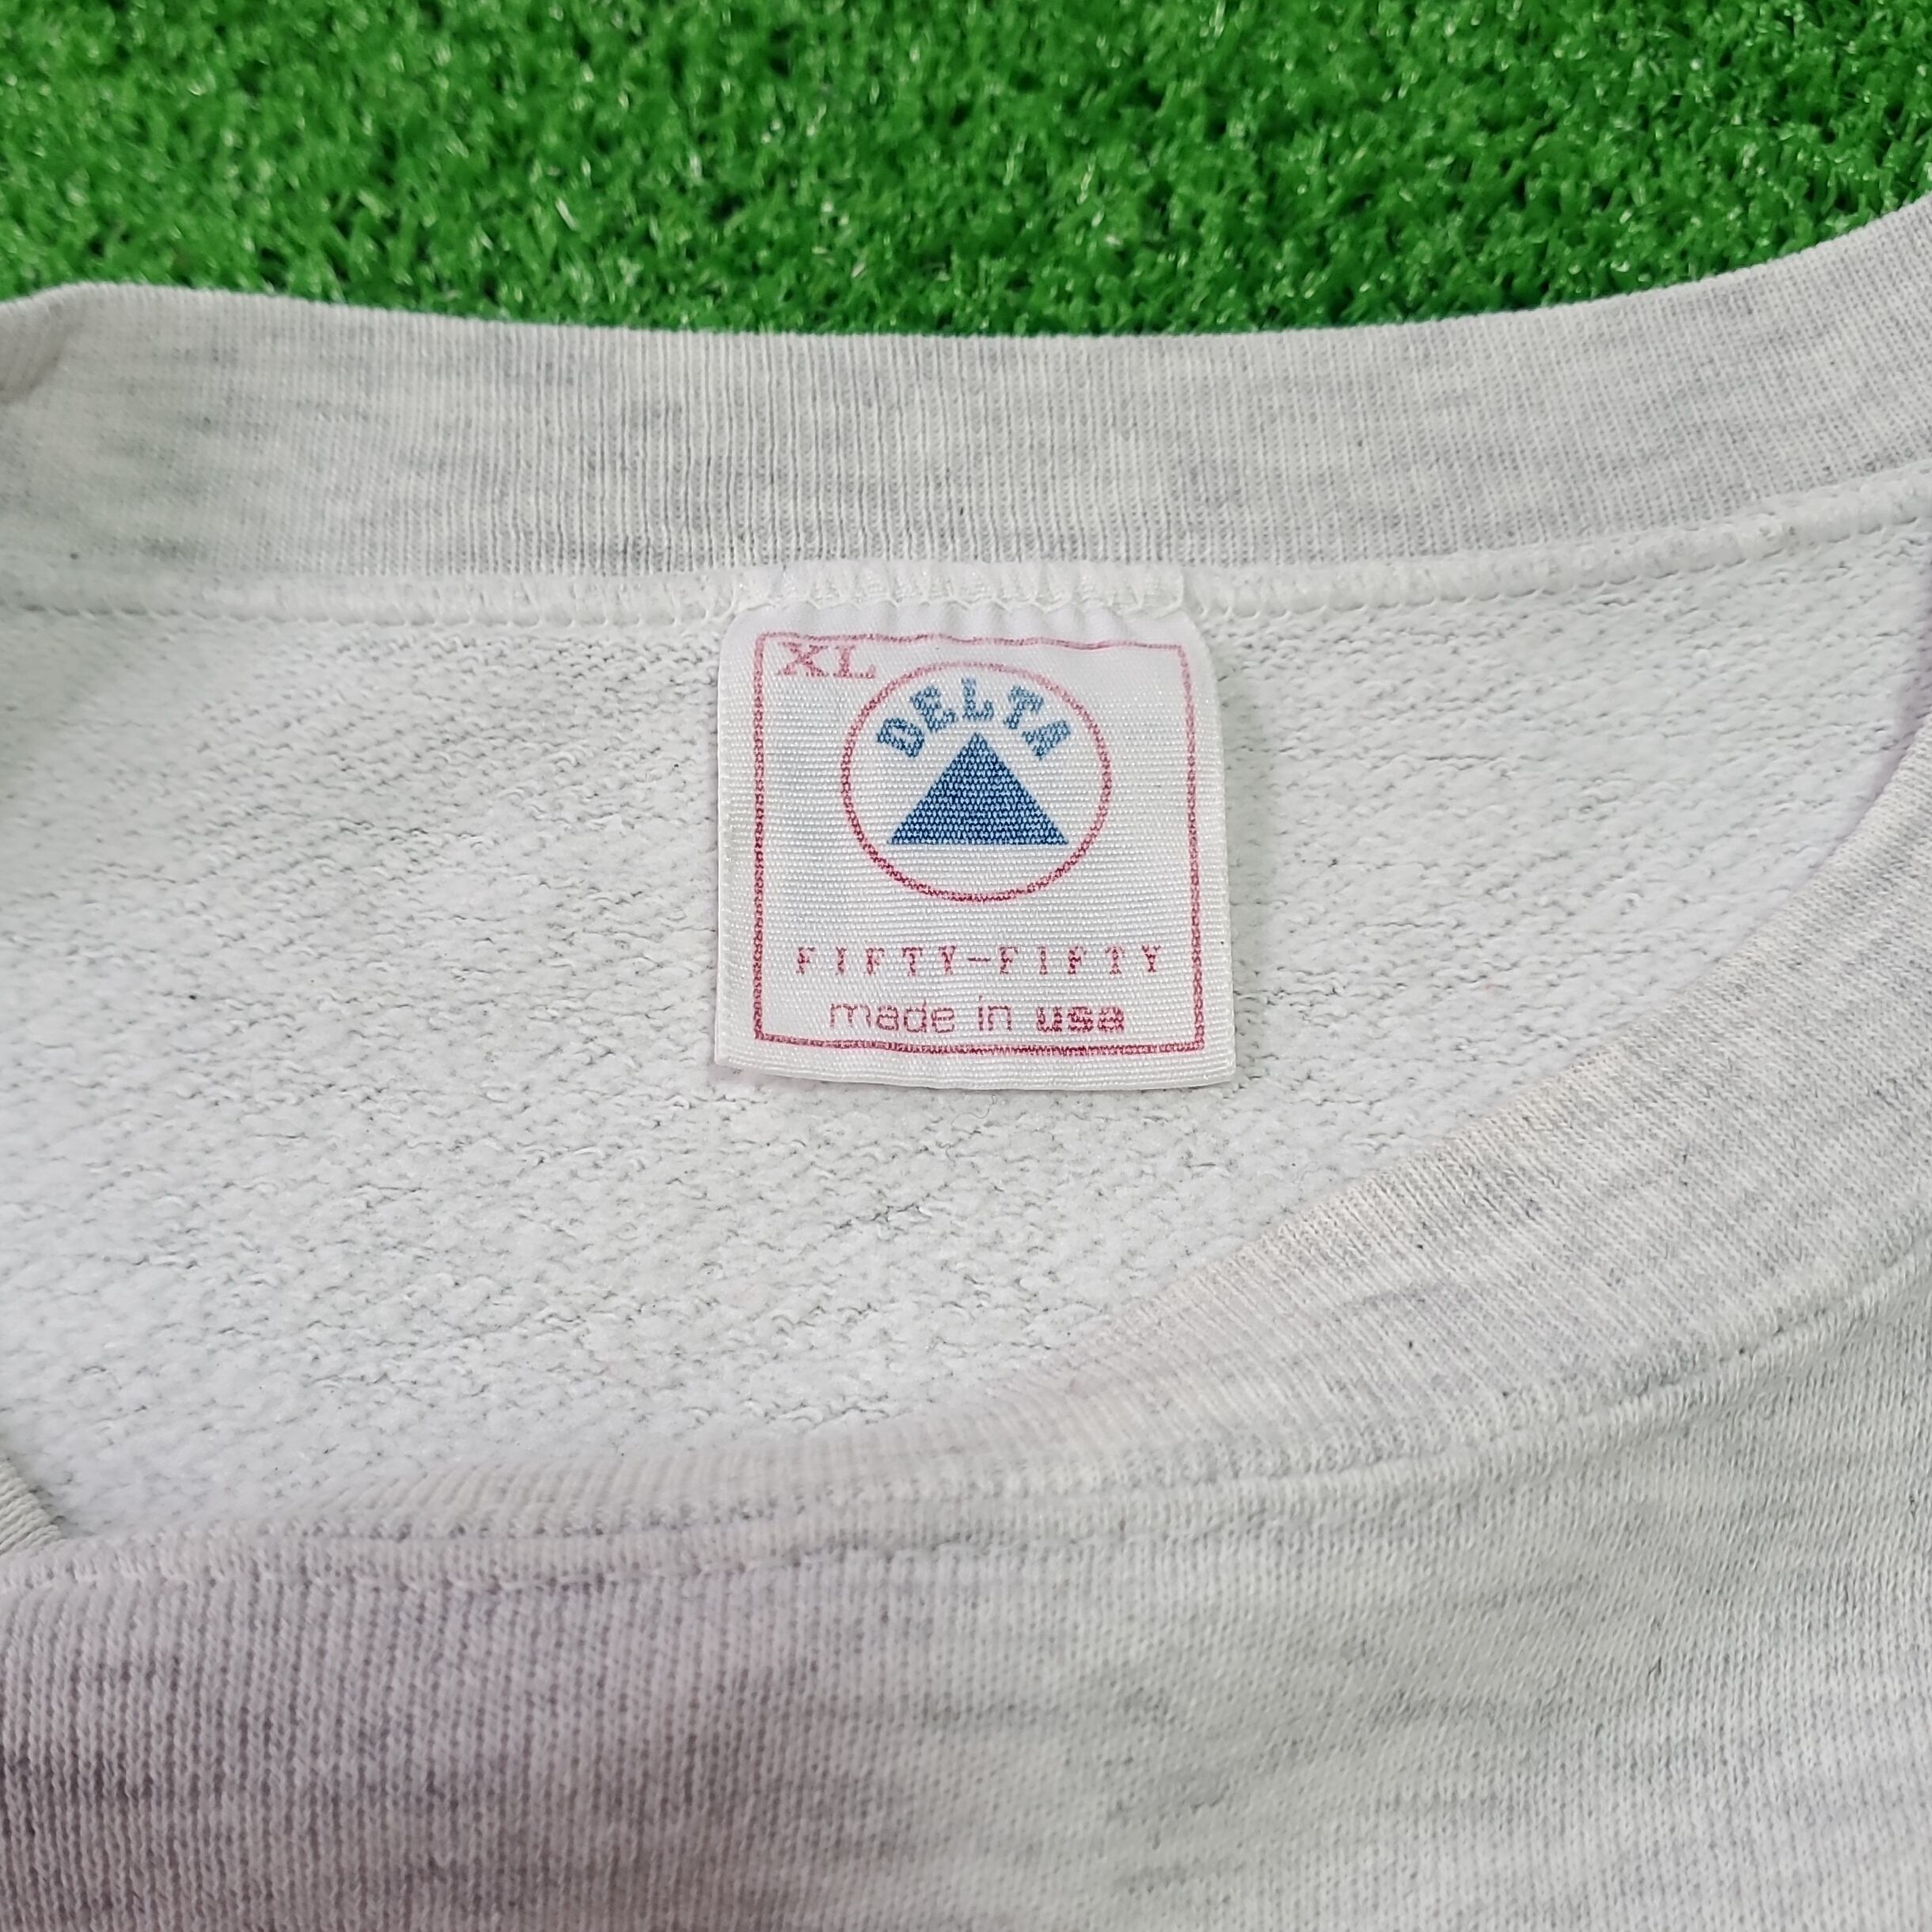 XL
DELTA
FIFTY-FIFTY
made in usa